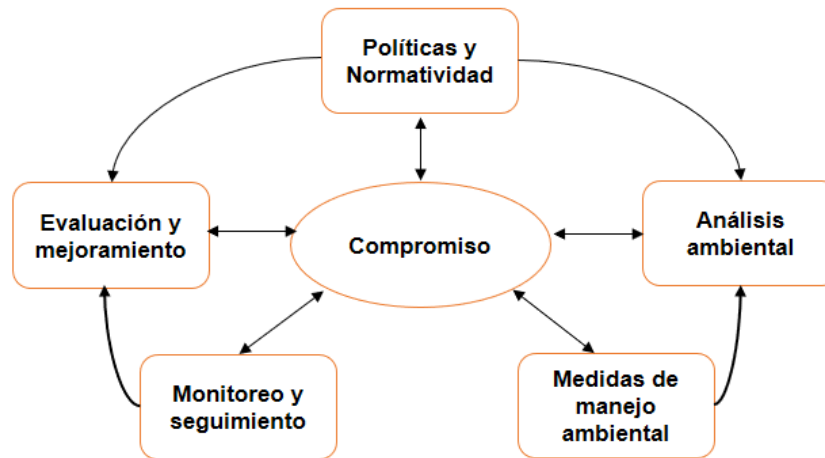 Políticas y
Normatividad
Evaluación y
mejoramiento
Compromiso
Análisis
ambiental
Monitoreo y
seguimiento
Medidas de
manejo
ambiental